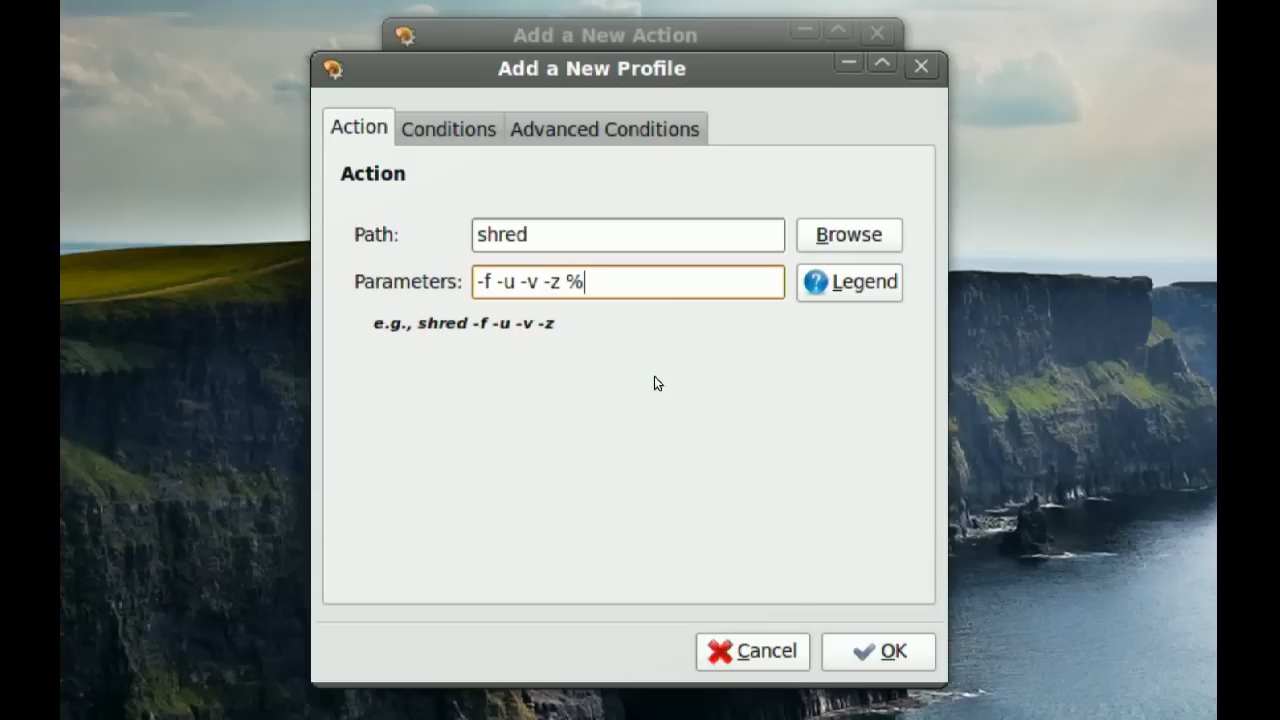 Add a New Action
Add a New Profile
Action Conditions Advanced Conditions
Action
Path: shred Browse
Parameters: -f -u -v -z % Legend
e.g., shred -f -u -v -z
Cancel OK